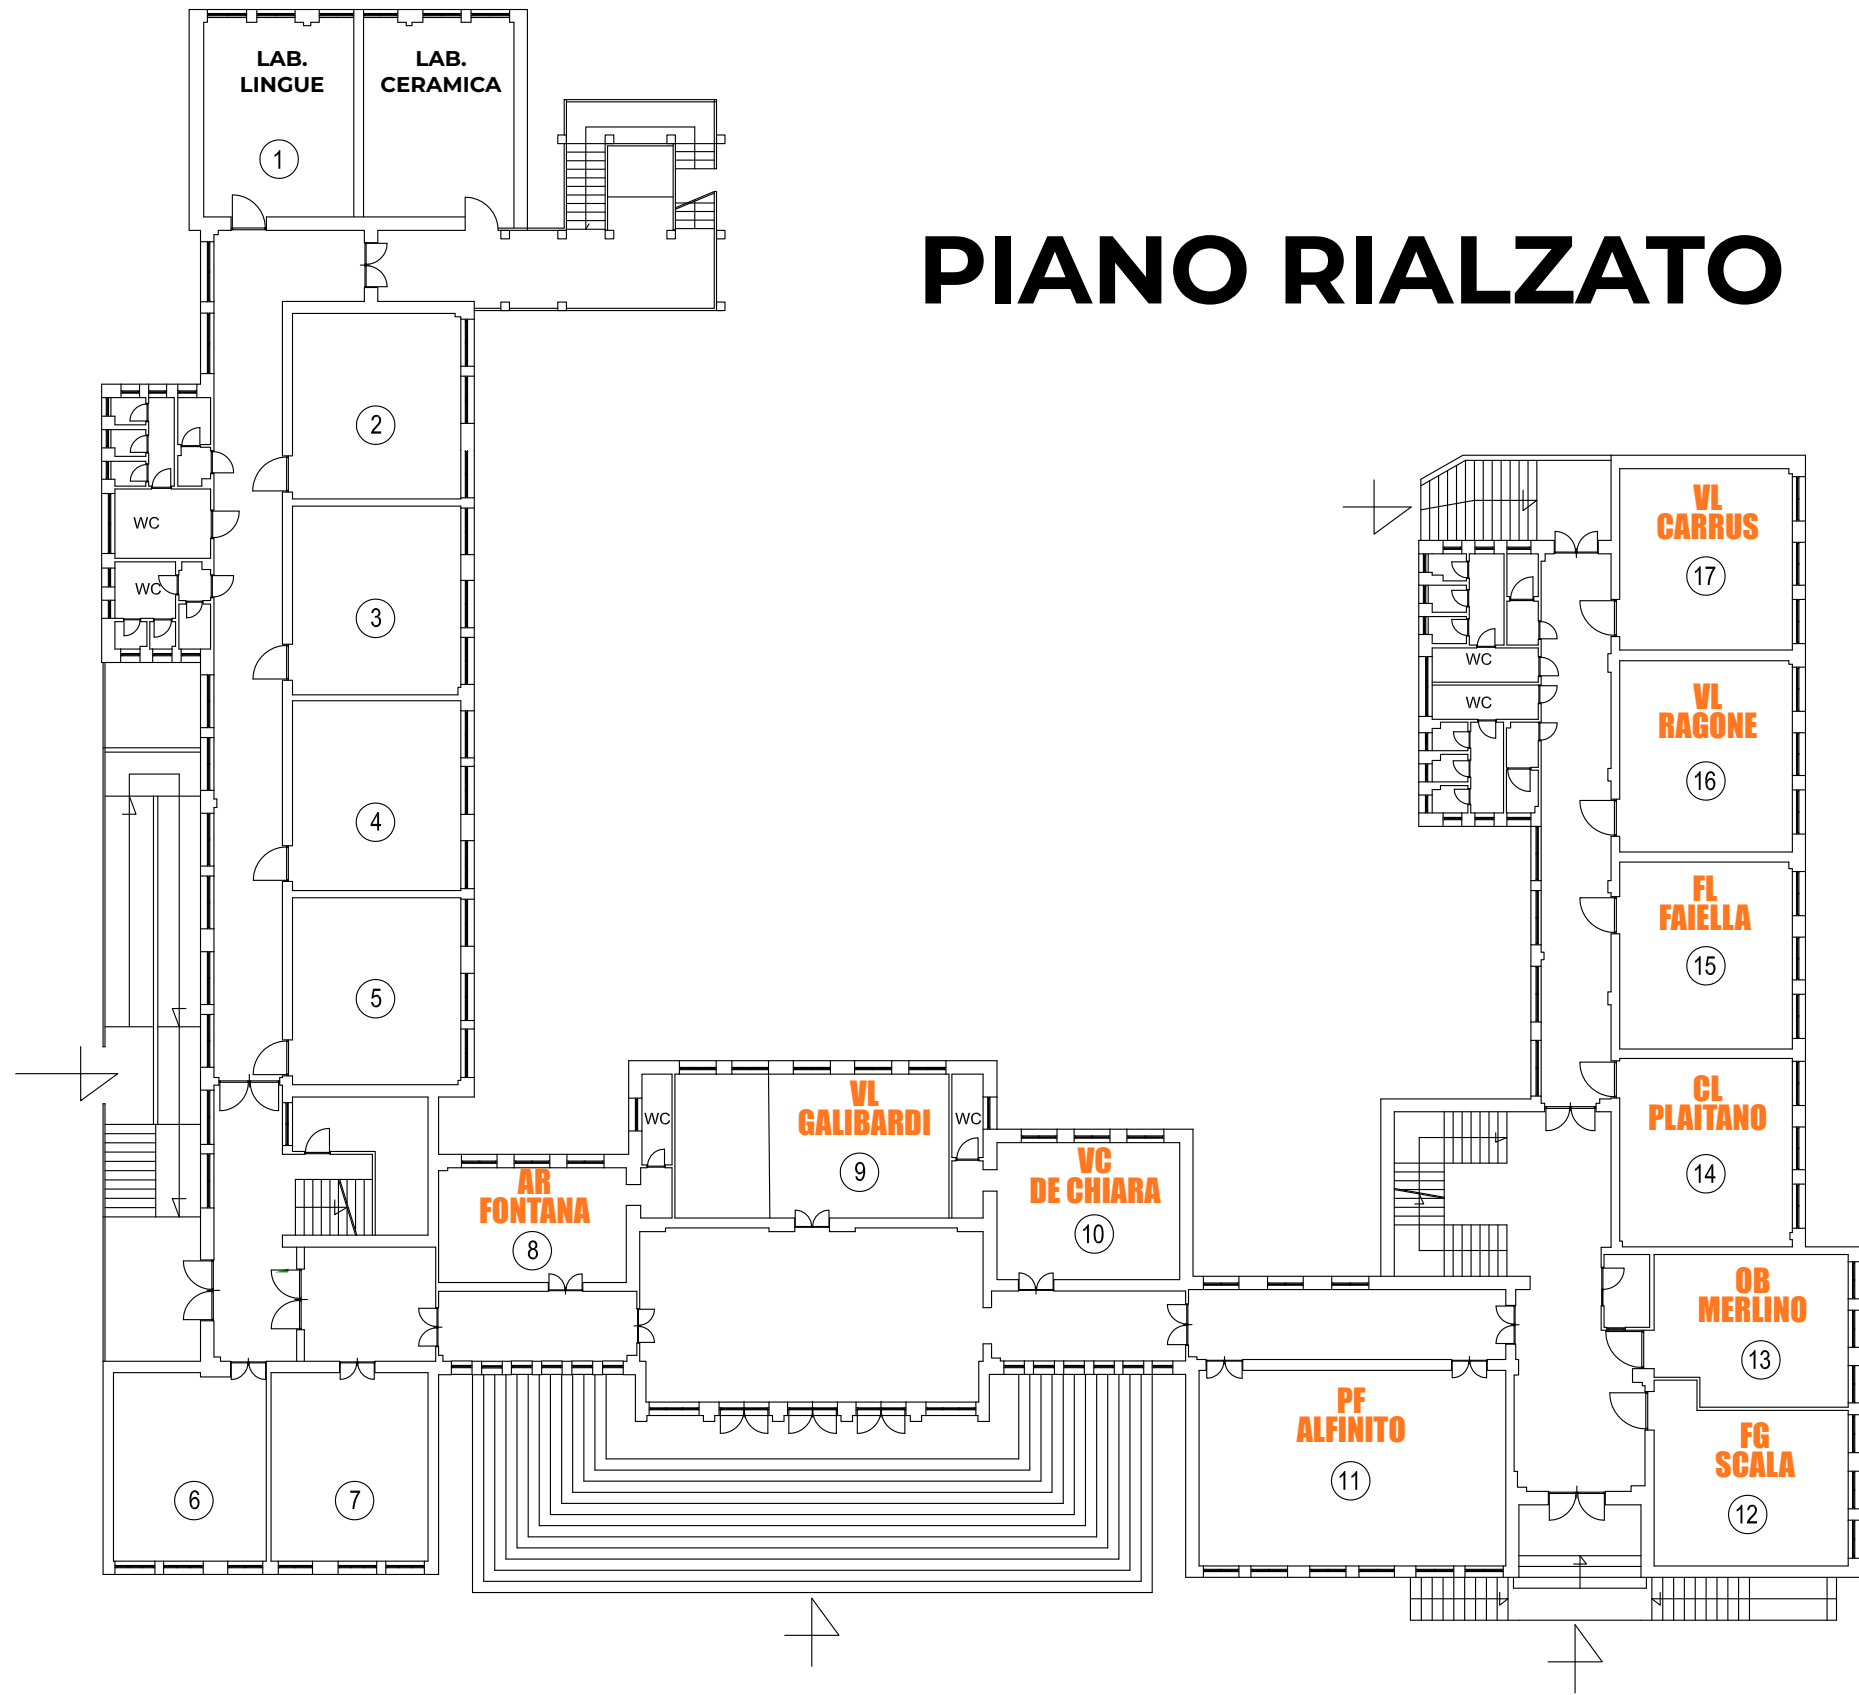 LAB.
LINGUE
1
LAB.
CERAMICA
PIANO RIALZATO
2
WC
WC
3
4
5
VL
CARRUS
17
WC
WC
VL
RAGONE
16
FL
FAIELLA
15
CL
PLAITANO
14
WC
VL
GALIBARDI
9
WC
AR
FONTANA
8
VC
DE CHIARA
10
OB
MERLINO
13
PF
ALFINITO
11
FG
SCALA
12
6
7